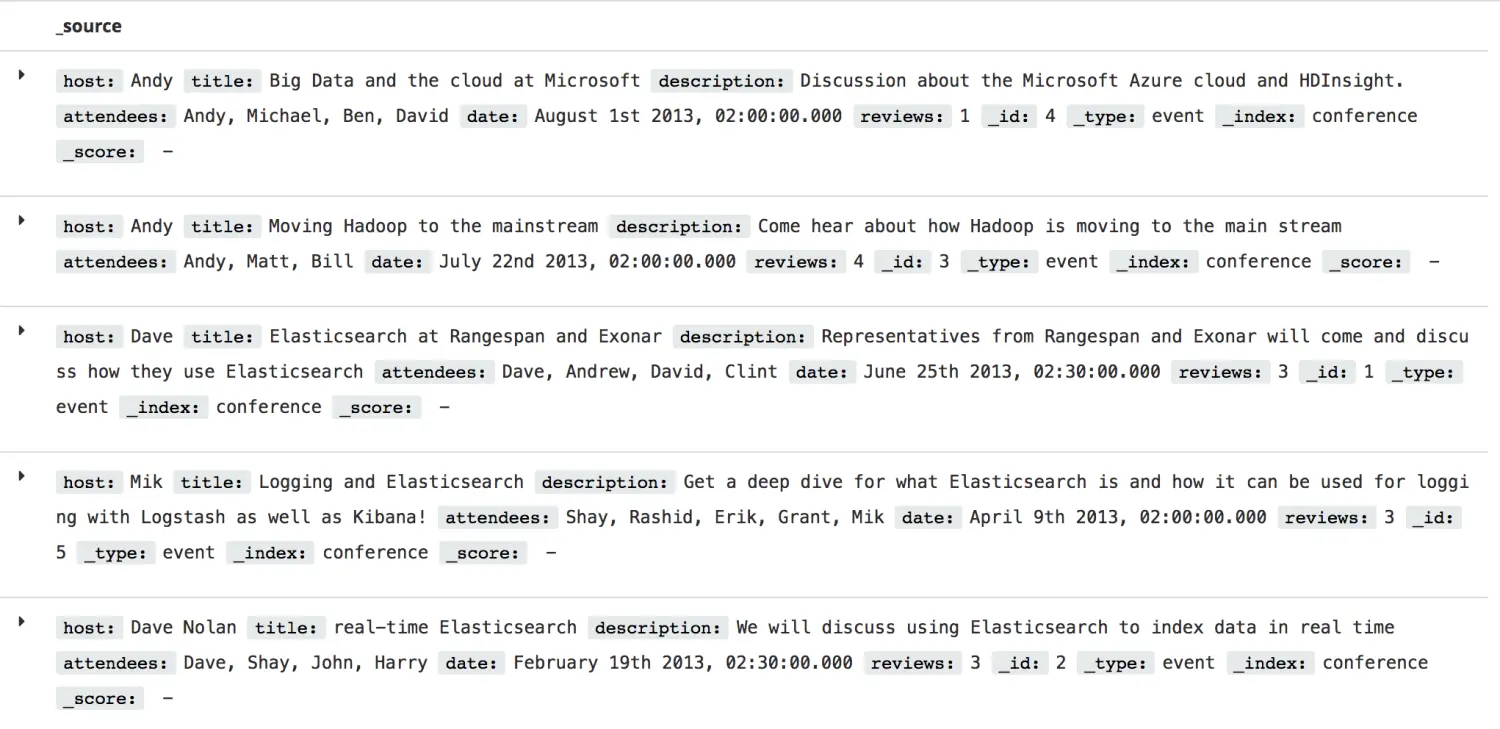 _source
host: Andy title: Big Data and the cloud at Microsoft description: Discussion about the Microsoft Azure cloud and HDInsight.
attendees: Andy, Michael, Ben, David date: August 1st 2013, 02:00:00.000 reviews: 1 _id: 4 _type: event _index: conference
_score: –
host: Andy title: Moving Hadoop to the mainstream description: Come hear about how Hadoop is moving to the main stream
attendees: Andy, Matt, Bill date: July 22nd 2013, 02:00:00.000 reviews: 4 _id: 3 _type: event _index: conference _score: –
host: Dave title: Elasticsearch at Rangespan and Exonar description: Representatives from Rangespan and Exonar will come and discu
ss how they use Elasticsearch attendees: Dave, Andrew, David, Clint date: June 25th 2013, 02:30:00.000 reviews: 3 _id: 1 _type:
event _index: conference _score: –
host: Mik title: Logging and Elasticsearch description: Get a deep dive for what Elasticsearch is and how it can be used for loggi
ng with Logstash as well as Kibana! attendees: Shay, Rashid, Erik, Grant, Mik date: April 9th 2013, 02:00:00.000 reviews: 3 _id:
5 _type: event _index: conference _score: –
host: Dave Nolan title: real-time Elasticsearch description: We will discuss using Elasticsearch to index data in real time
attendees: Dave, Shay, John, Harry date: February 19th 2013, 02:30:00.000 reviews: 3 _id: 2 _type: event _index: conference
_score: –